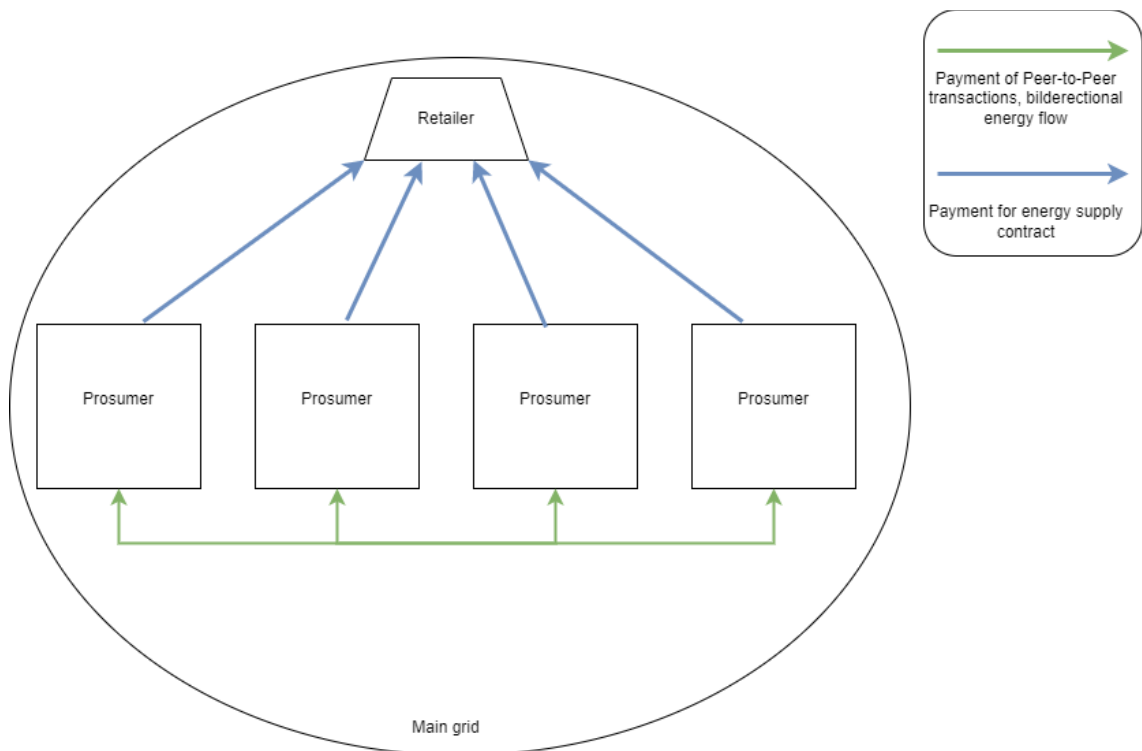 Retailer
Payment of Peer-to-Peer
transactions, bilderectional
energy flow
Payment for energy supply
contract
Prosumer
Prosumer
Prosumer
Prosumer
Main grid